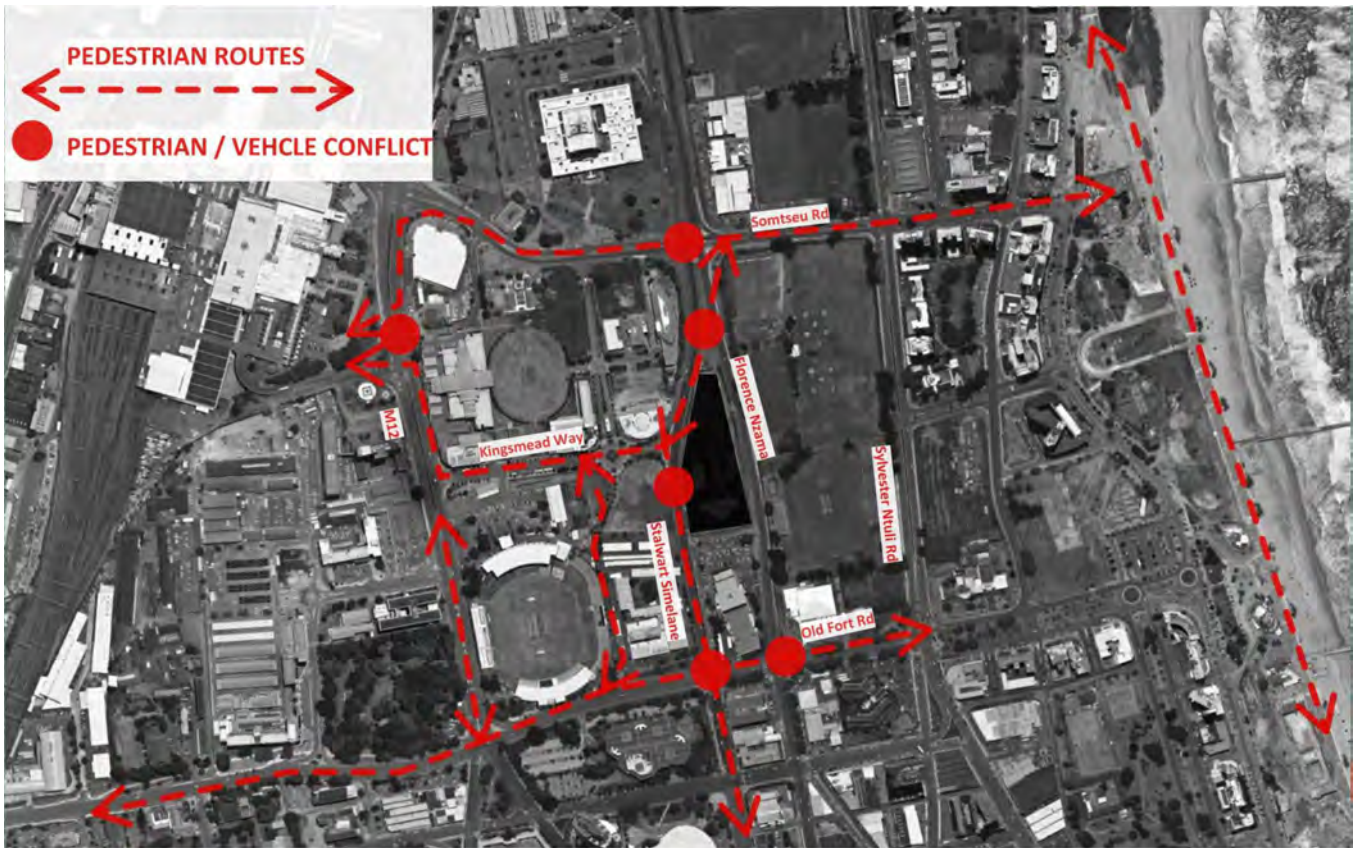 PEDESTRIAN ROUTES
PEDESTRIAN / VEHCLE CONFLICT
Somtseu Rd
Florence Nzama
M12
Kingsmead Way
Sylvester Ntuli Rd
Stalwart Simelane
Old Fort Rd